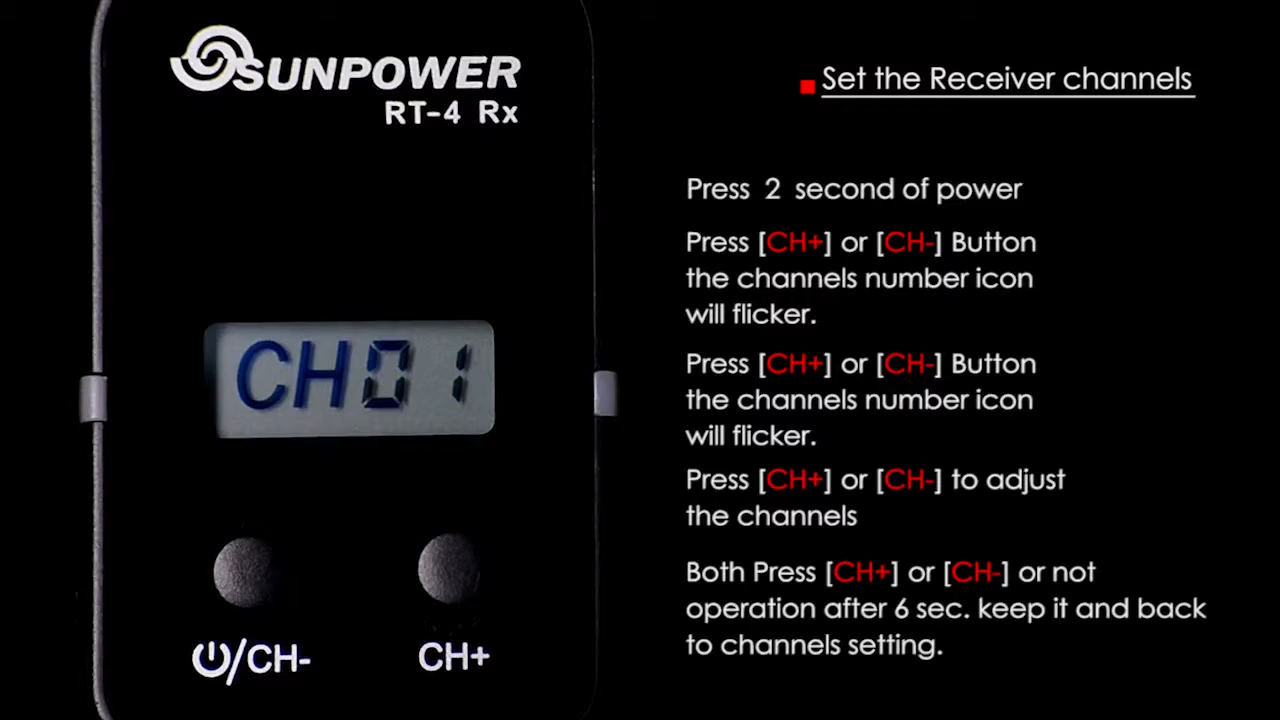 SUNPOWER
RT-4 Rx
CH01
⏻/CH-
CH+
Set the Receiver channels
Press 2 second of power
Press [CH+] or [CH-] Button
the channels number icon
will flicker.
Press [CH+] or [CH-] Button
the channels number icon
will flicker.
Press [CH+] or [CH-] to adjust
the channels
Both Press [CH+] or [CH-] or not
operation after 6 sec. keep it and back
to channels setting.